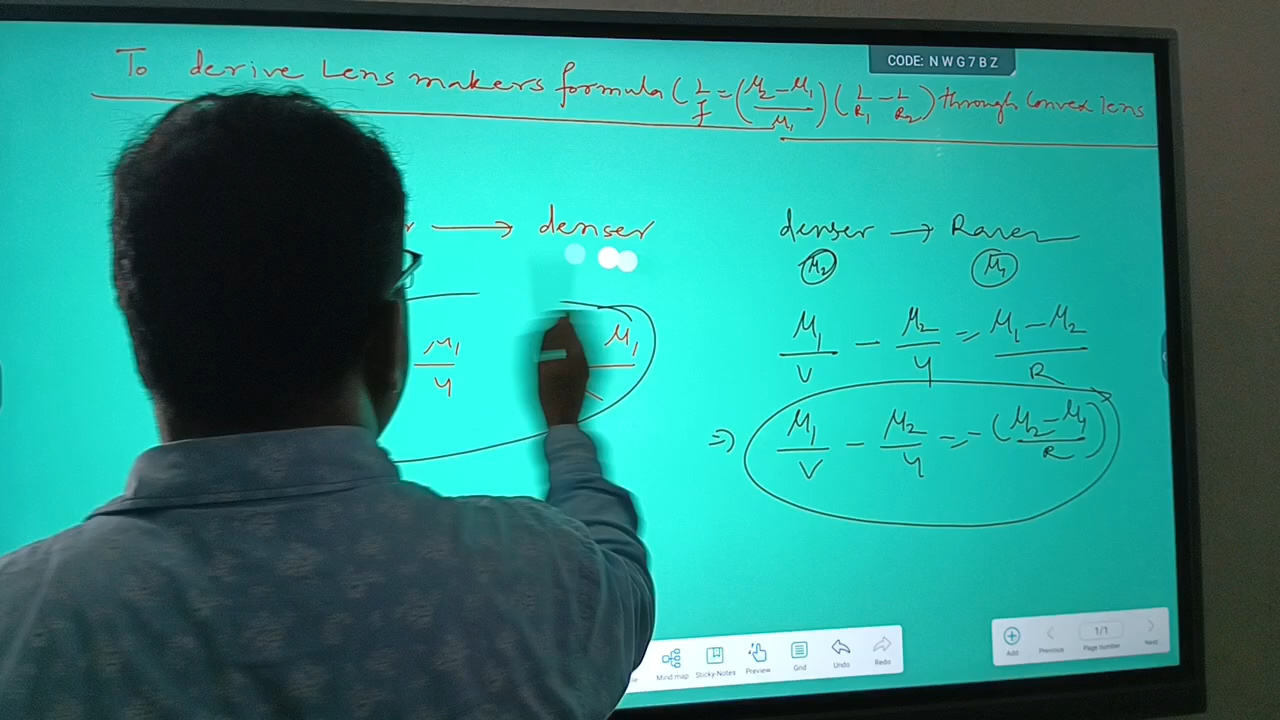 CODE: NWG7BZ
To derive Lens makers formula (1/f = (μ₂-μ₁/μ₁) (1/R₁ - 1/R₂) through Convex lens
→ denser
denser → Rarer
μ₂ μ₁
μ₁/u μ₁
μ₁/v - μ₂/u = μ₁-μ₂/R
⇒ μ₁/v - μ₂/u = -(μ₂-μ₁/R)
Mind map Sticky-Notes Preview Grid Undo Redo
Add Previous 1/1 Page number Next